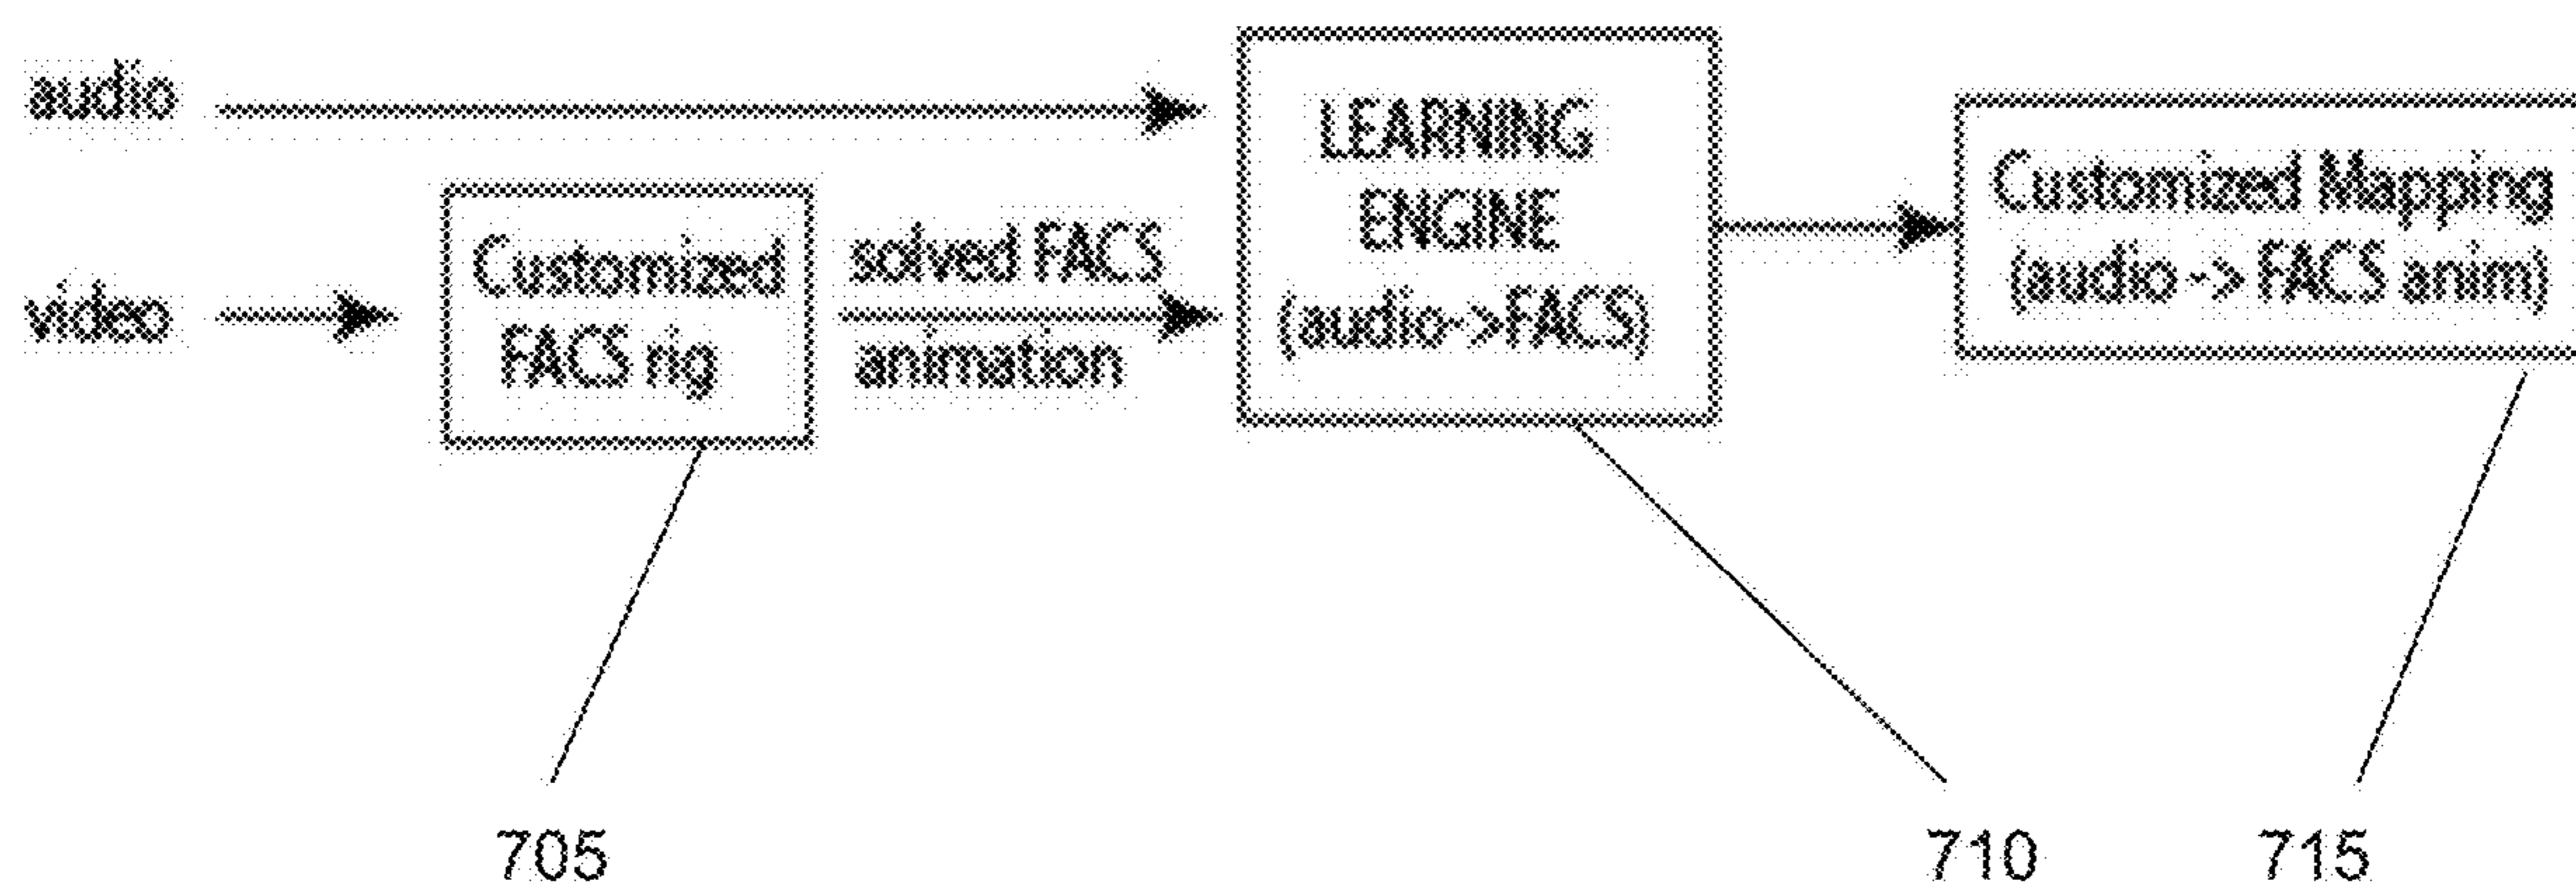 audio
video
Customized
FACS rig
solved FACS
animation
LEARNING
ENGINE
(audio->FACS)
Customized Mapping
(audio -> FACS anim)
705
710
715